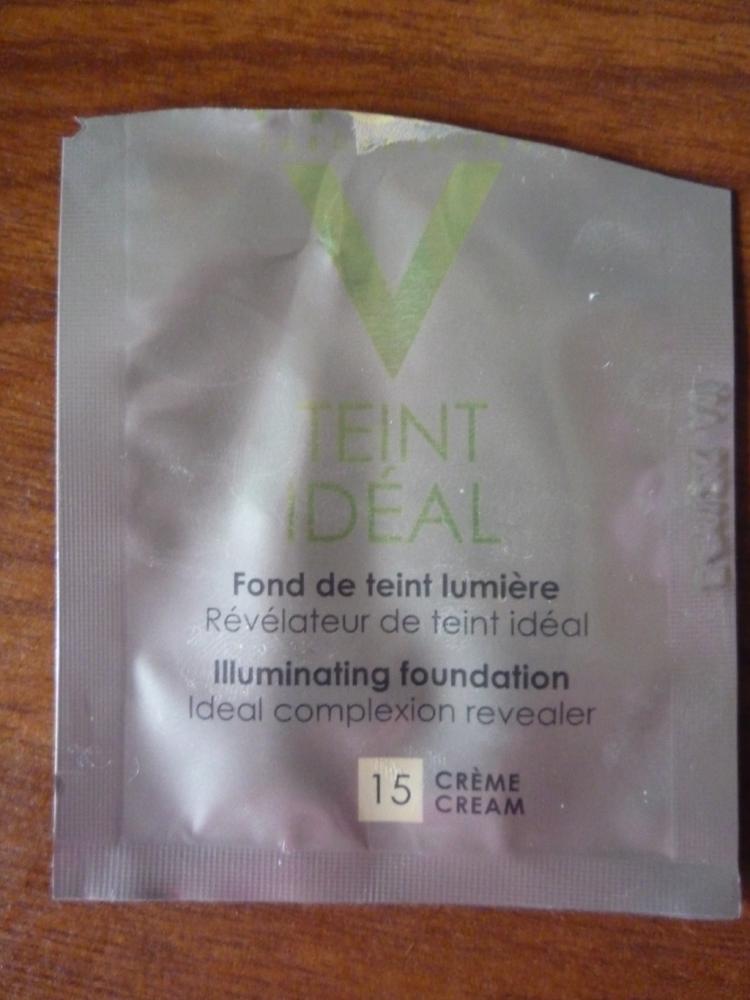 V
TEINT
IDÉAL
Fond de teint lumière
Révélateur de teint idéal
Illuminating foundation
Ideal complexion revealer
15 CRÈME
CREAM